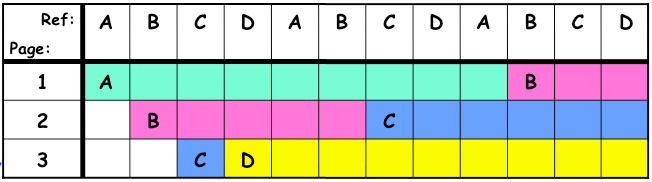 Ref: A B C D A B C D A B C D
Page:
1 A B
2 B C
3 C D